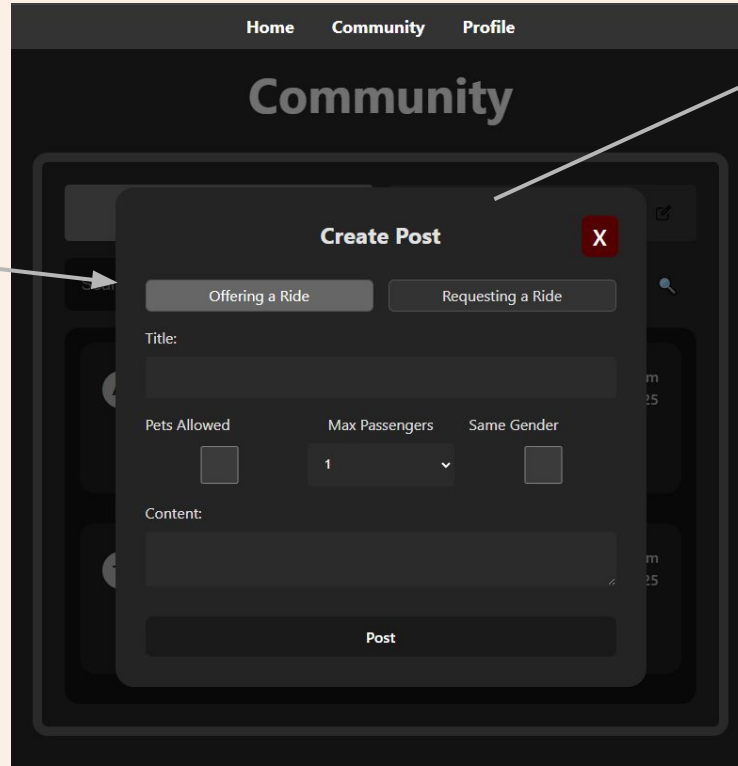 Home Community Profile
Community
Create Post X
Offering a Ride Requesting a Ride
Title:
Pets Allowed Max Passengers Same Gender
1
Content:
Post